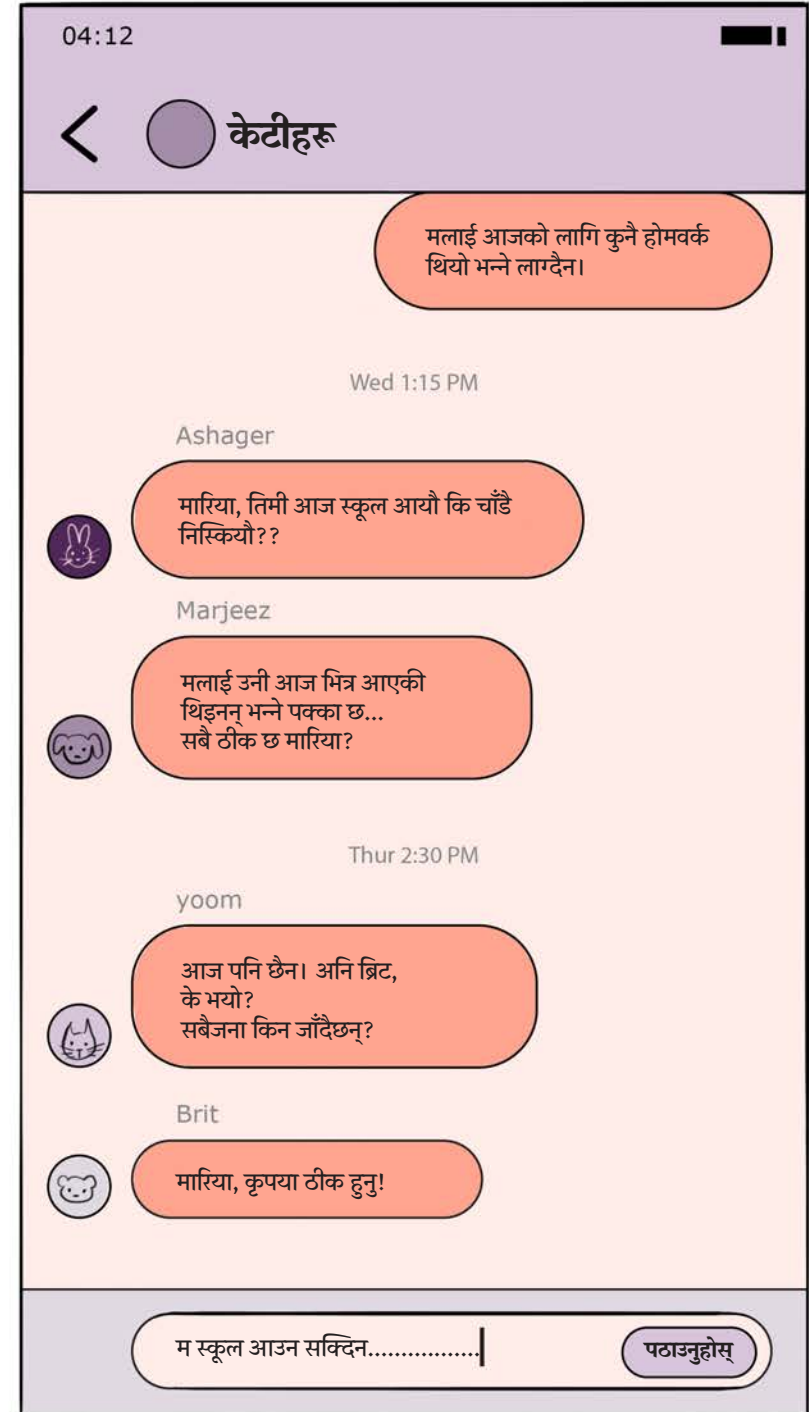 04:12
केटीहरू
मलाई आजको लागि कुनै होमवर्क
थियो भन्ने लाग्दैन।
Wed 1:15 PM
Ashager
मारिया, तिमी आज स्कूल आयौ कि चाँडै
निस्कियौ??
Marjeez
मलाई उनी आज भित्र आएकी
थिइनन् भन्ने पक्का छ...
सबै ठीक छ मारिया?
Thur 2:30 PM
yoom
आज पनि छैन। अनि ब्रिट,
के भयो?
सबैजना किन जाँदैछन्?
Brit
मारिया, कृपया ठीक हुनु!
म स्कूल आउन सक्दिन.................
पठाउनुहोस्